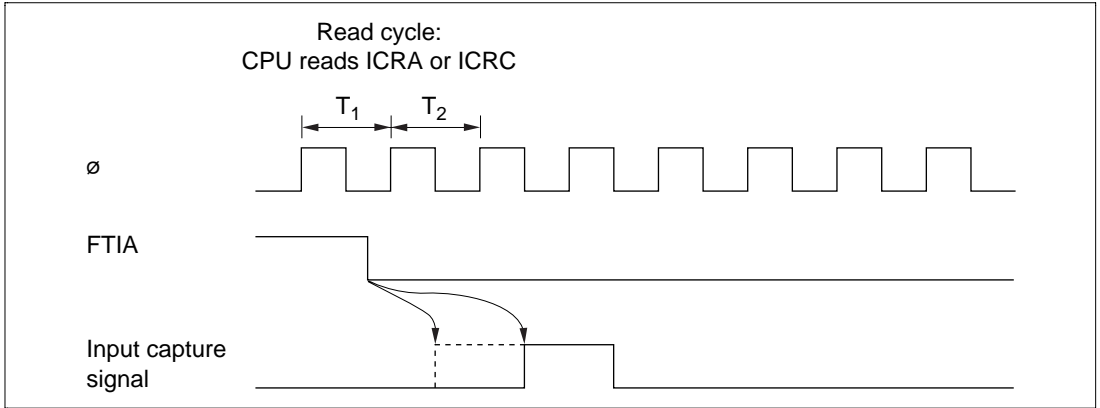 Read cycle:
CPU reads ICRA or ICRC
T1 T2
ø
FTIA
Input capture
signal